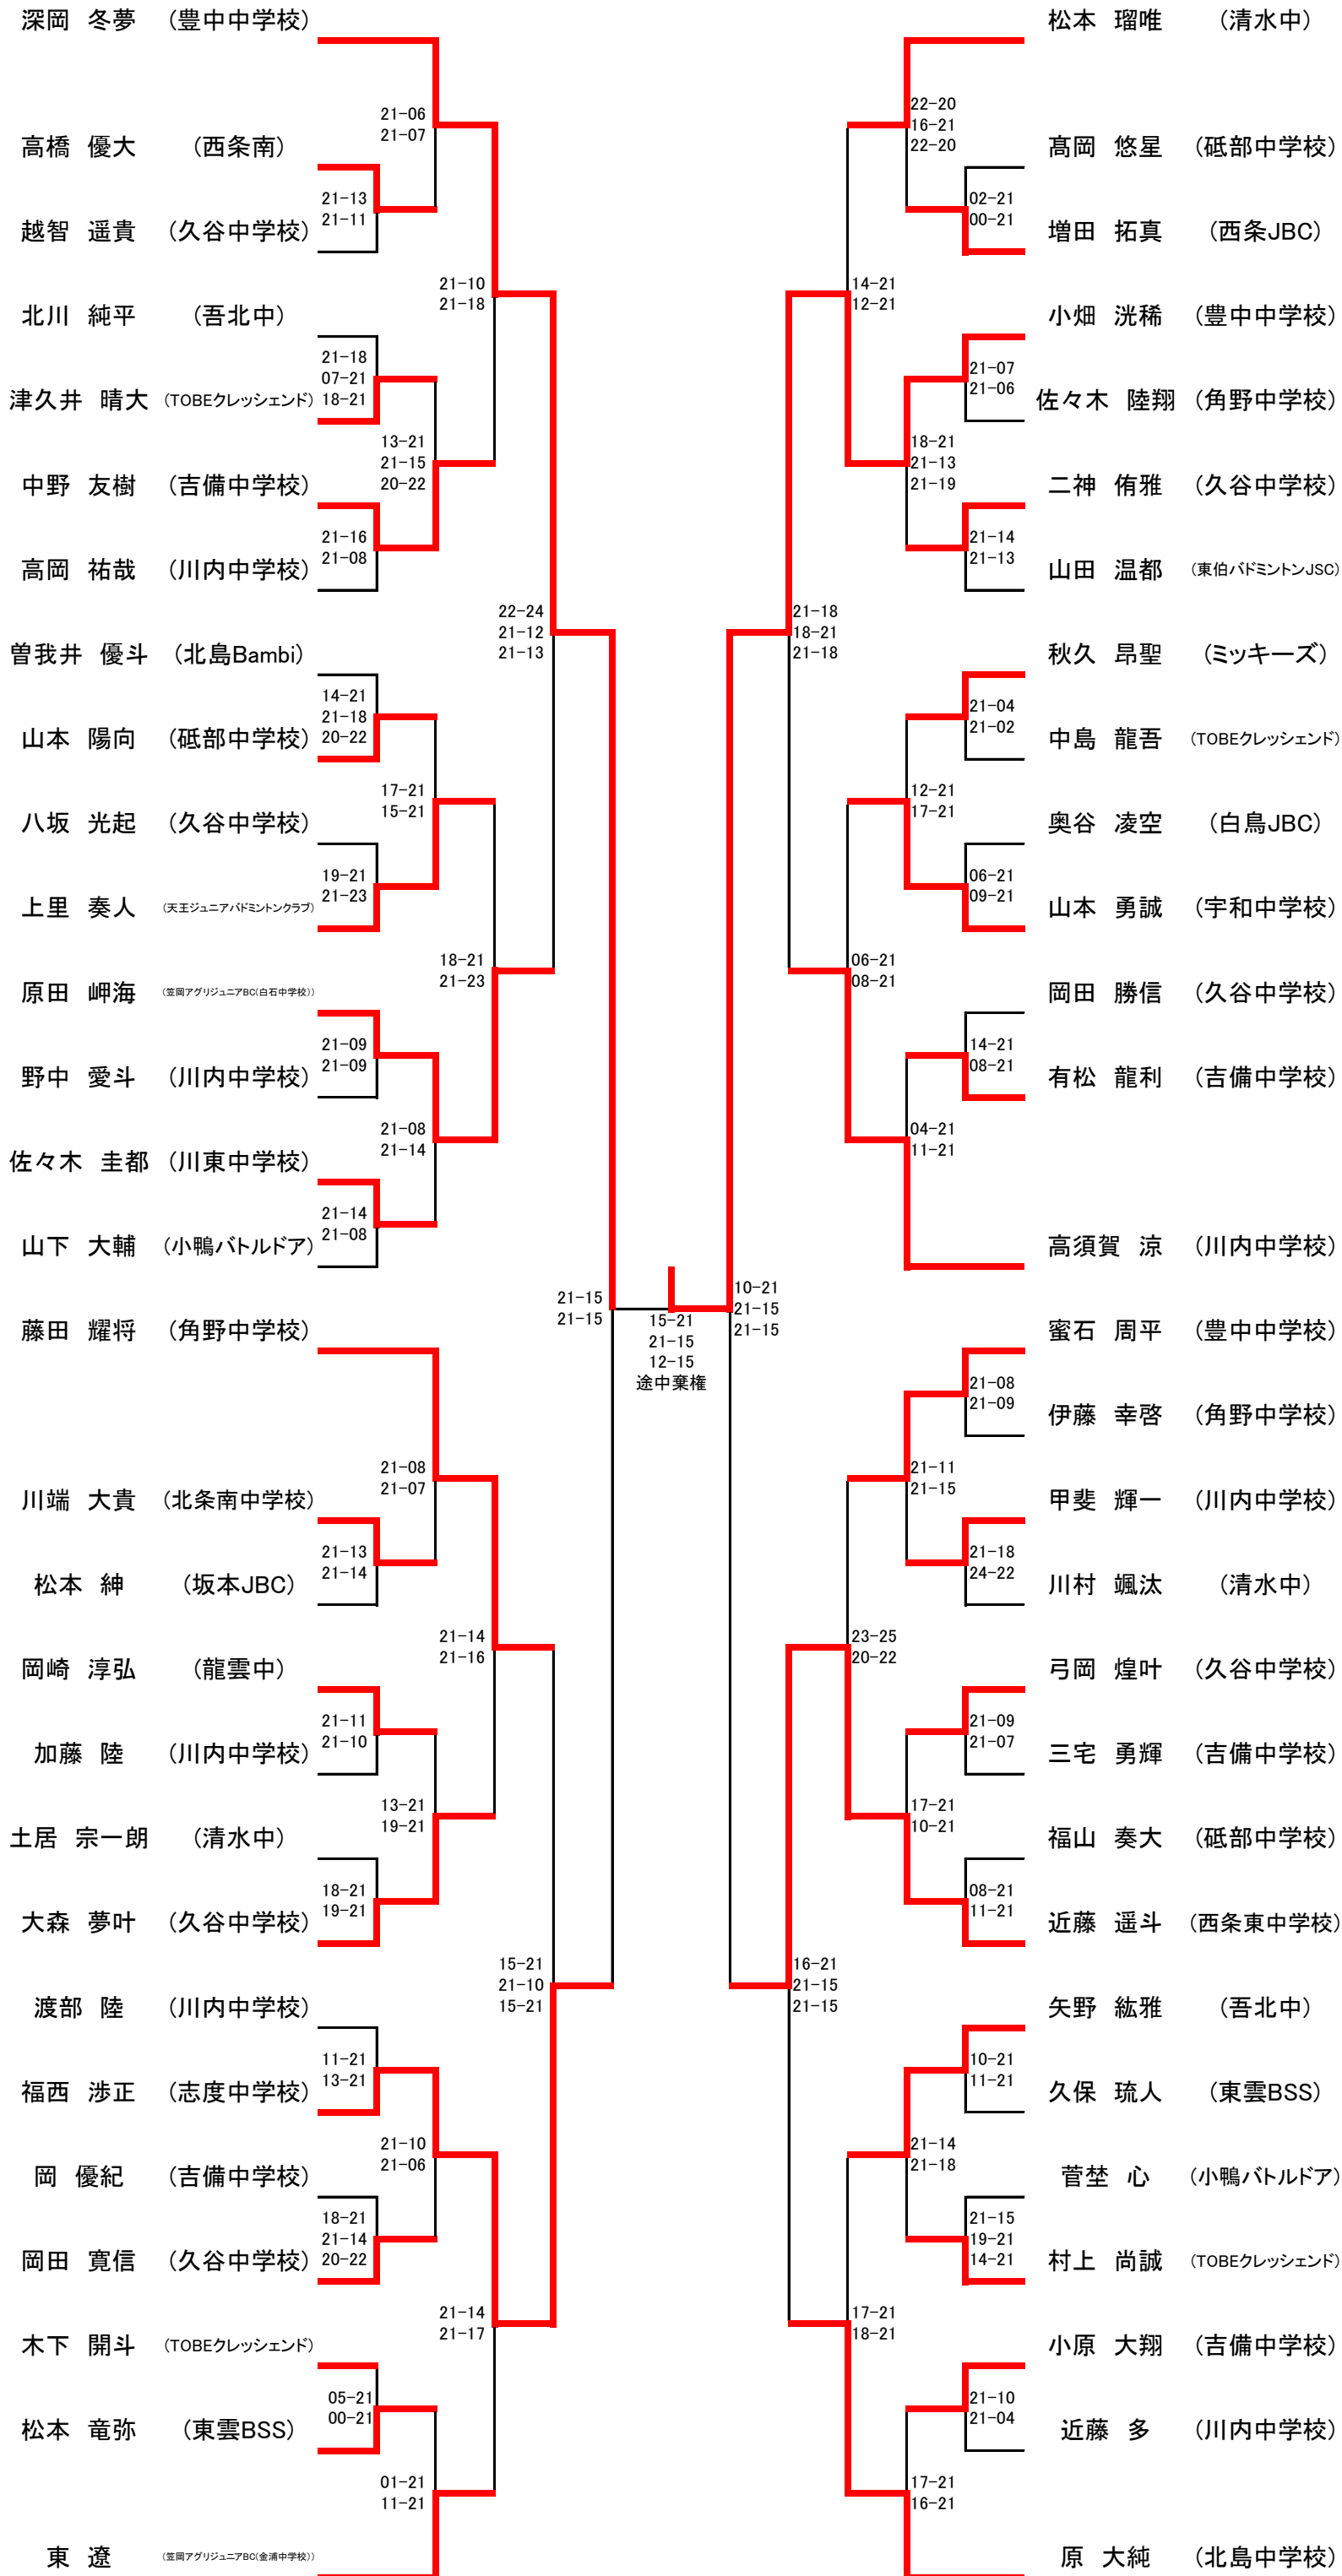 深岡 冬夢 (豊中中学校)
21-06
21-07
高橋 優大 (西条南)
21-13
21-11
越智 遥貴 (久谷中学校)
21-10
21-18
北川 純平 (吾北中)
21-18
07-21
18-21
津久井 晴大 (TOBEクレッシェンド)
13-21
21-15
20-22
中野 友樹 (吉備中学校)
21-16
21-08
高岡 祐哉 (川内中学校)
22-24
21-12
21-13
曽我井 優斗 (北島Bambi)
14-21
21-18
20-22
山本 陽向 (砥部中学校)
17-21
15-21
八坂 光起 (久谷中学校)
19-21
21-23
上里 奏人 (天王ジュニアバドミントンクラブ)
18-21
21-23
原田 岬海 (笠岡アグリジュニアBC(白石中学校))
21-09
21-09
野中 愛斗 (川内中学校)
21-08
21-14
佐々木 圭都 (川東中学校)
21-14
21-08
山下 大輔 (小鴨バトルドア)
21-15
21-15
藤田 耀将 (角野中学校)
21-08
21-07
川端 大貴 (北条南中学校)
21-13
21-14
松本 紳 (坂本JBC)
21-14
21-16
岡崎 淳弘 (龍雲中)
21-11
21-10
加藤 陸 (川内中学校)
13-21
19-21
土居 宗一朗 (清水中)
18-21
19-21
大森 夢叶 (久谷中学校)
15-21
21-10
15-21
渡部 陸 (川内中学校)
11-21
13-21
福西 渉正 (志度中学校)
21-10
21-06
岡 優紀 (吉備中学校)
18-21
21-14
20-22
岡田 寛信 (久谷中学校)
21-14
21-17
木下 開斗 (TOBEクレッシェンド)
05-21
00-21
松本 竜弥 (東雲BSS)
01-21
11-21
東 遼 (笠岡アグリジュニアBC(金浦中学校))
15-21
21-15
12-15
途中棄権
松本 瑠唯 (清水中)
22-20
16-21
22-20
髙岡 悠星 (砥部中学校)
02-21
00-21
増田 拓真 (西条JBC)
14-21
12-21
小畑 洸稀 (豊中中学校)
21-07
21-06
佐々木 陸翔 (角野中学校)
18-21
21-13
21-19
二神 侑雅 (久谷中学校)
21-14
21-13
山田 温都 (東伯バドミントンJSC)
21-18
18-21
21-18
秋久 昂聖 (ミッキーズ)
21-04
21-02
中島 龍吾 (TOBEクレッシェンド)
12-21
17-21
奥谷 凌空 (白鳥JBC)
06-21
09-21
山本 勇誠 (宇和中学校)
06-21
08-21
岡田 勝信 (久谷中学校)
14-21
08-21
有松 龍利 (吉備中学校)
04-21
11-21
高須賀 涼 (川内中学校)
10-21
21-15
21-15
蜜石 周平 (豊中中学校)
21-08
21-09
伊藤 幸啓 (角野中学校)
21-11
21-15
甲斐 輝一 (川内中学校)
21-18
24-22
川村 颯汰 (清水中)
23-25
20-22
弓岡 煌叶 (久谷中学校)
21-09
21-07
三宅 勇輝 (吉備中学校)
17-21
10-21
福山 奏大 (砥部中学校)
08-21
11-21
近藤 遥斗 (西条東中学校)
16-21
21-15
21-15
矢野 紘雅 (吾北中)
10-21
11-21
久保 琉人 (東雲BSS)
21-14
21-18
菅埜 心 (小鴨バトルドア)
21-15
19-21
14-21
村上 尚誠 (TOBEクレッシェンド)
17-21
18-21
小原 大翔 (吉備中学校)
21-10
21-04
近藤 多 (川内中学校)
17-21
16-21
原 大純 (北島中学校)